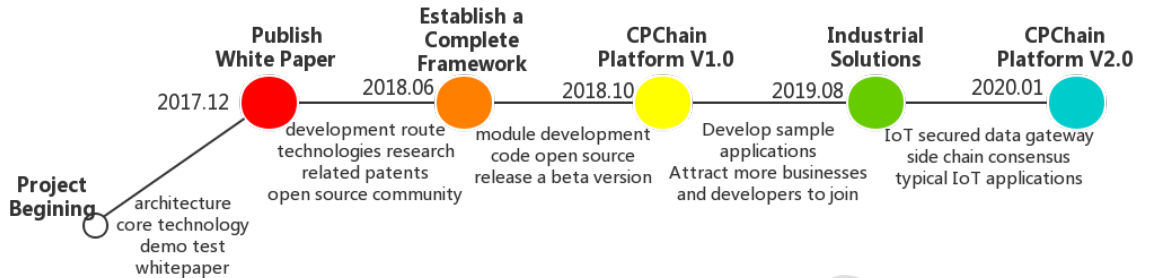 Publish
White Paper
Establish a
Complete
Framework
CPChain
Platform V1.0
Industrial
Solutions
CPChain
Platform V2.0
2017.12
2018.06
2018.10
2019.08
2020.01
development route
technologies research
related patents
open source community
module development
code open source
release a beta version
Develop sample
applications
Attract more businesses
and developers to join
IoT secured data gateway
side chain consensus
typical IoT applications
Project
Begining
architecture
core technology
demo test
whitepaper